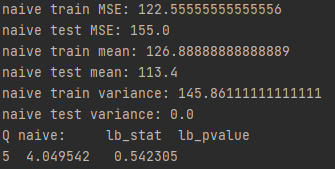 naive train MSE: 122.55555555555556
naive test MSE: 155.0
naive train mean: 126.88888888888889
naive test mean: 113.4
naive train variance: 145.86111111111111
naive test variance: 0.0
Q naive:     lb_stat  lb_pvalue
5  4.049542   0.542305